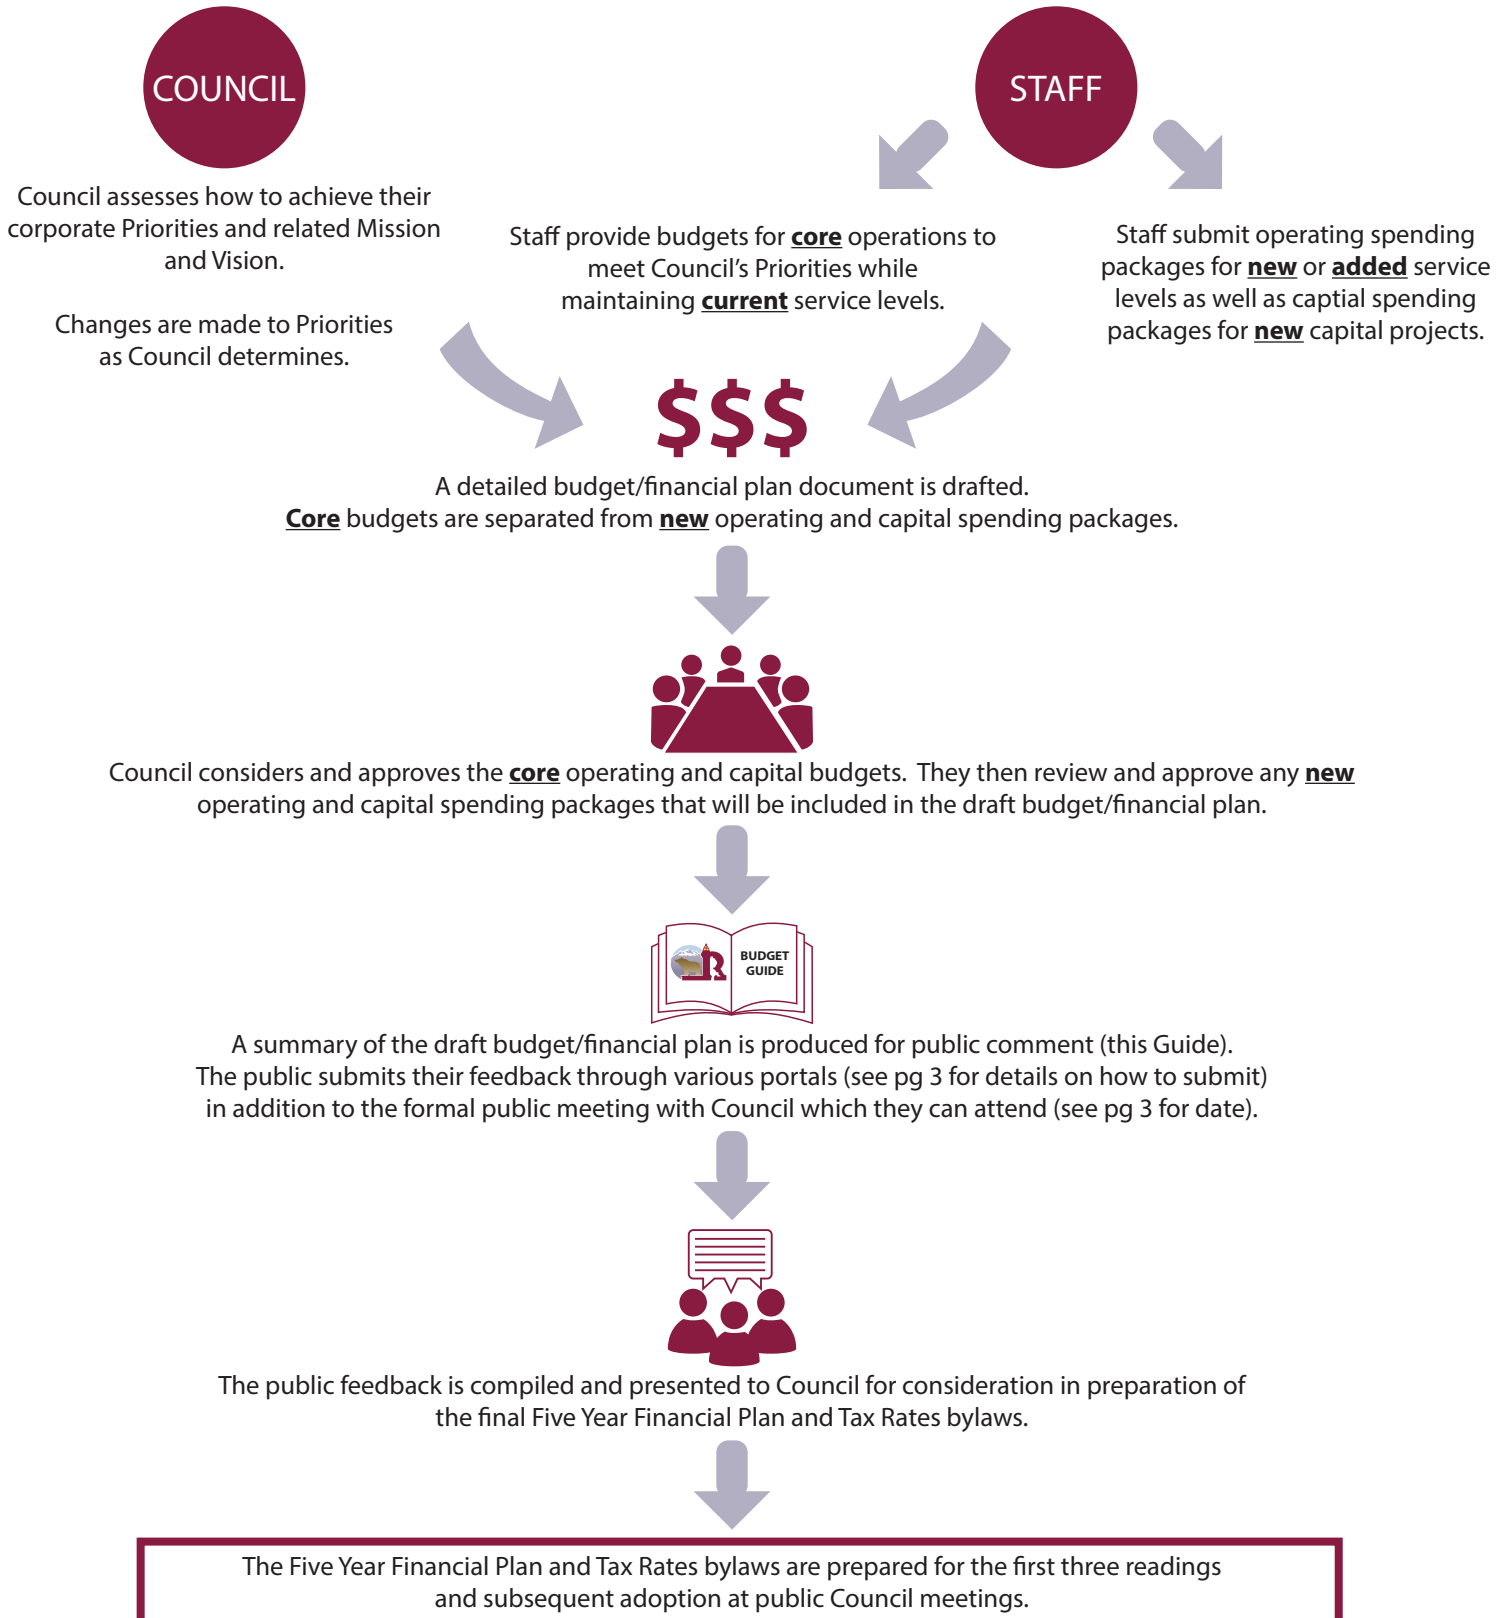 COUNCIL
Council assesses how to achieve their
corporate Priorities and related Mission
and Vision.
Changes are made to Priorities
as Council determines.
STAFF
Staff provide budgets for core operations to
meet Council's Priorities while
maintaining current service levels.
Staff submit operating spending
packages for new or added service
levels as well as captial spending
packages for new capital projects.
$$$
A detailed budget/financial plan document is drafted.
Core budgets are separated from new operating and capital spending packages.
Council considers and approves the core operating and capital budgets.  They then review and approve any new
operating and capital spending packages that will be included in the draft budget/financial plan.
R
BUDGET
GUIDE
A summary of the draft budget/financial plan is produced for public comment (this Guide).
The public submits their feedback through various portals (see pg 3 for details on how to submit)
in addition to the formal public meeting with Council which they can attend (see pg 3 for date).
The public feedback is compiled and presented to Council for consideration in preparation of
the final Five Year Financial Plan and Tax Rates bylaws.
The Five Year Financial Plan and Tax Rates bylaws are prepared for the first three readings
and subsequent adoption at public Council meetings.